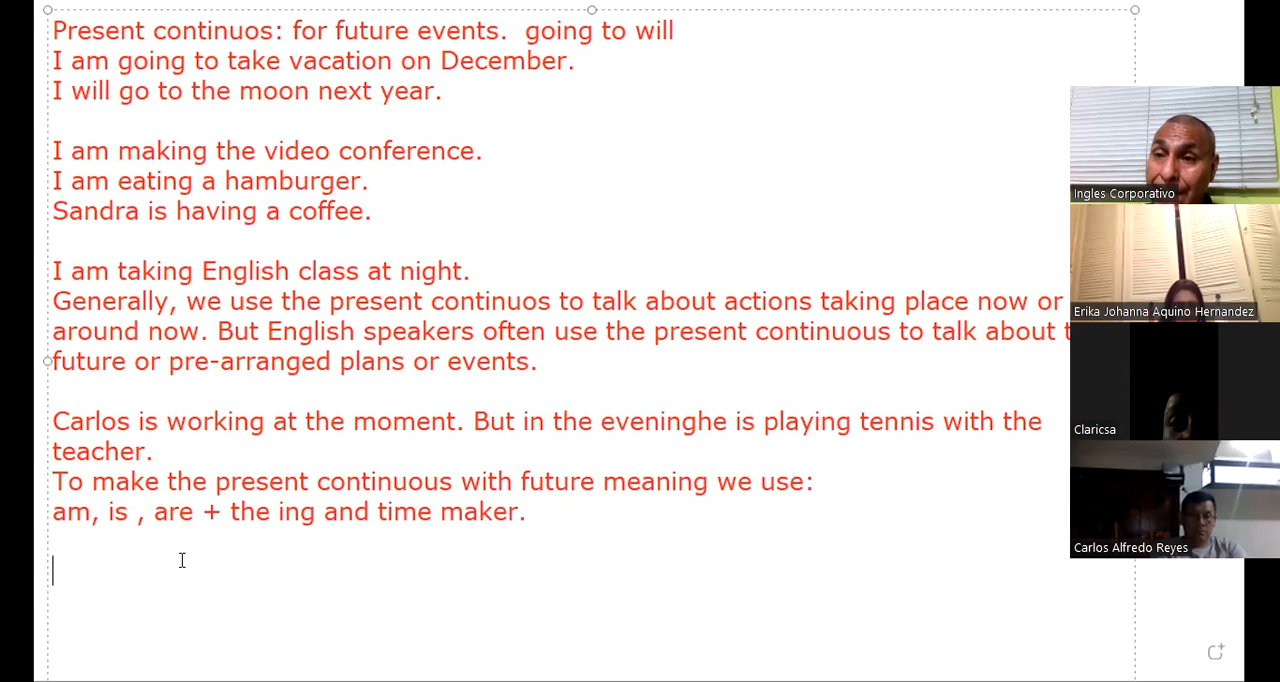 Present continuos: for future events.  going to will
I am going to take vacation on December.
I will go to the moon next year.
I am making the video conference.
I am eating a hamburger.
Sandra is having a coffee.
I am taking English class at night.
Generally, we use the present continuos to talk about actions taking place now or
around now. But English speakers often use the present continuous to talk about
future or pre-arranged plans or events.
Carlos is working at the moment. But in the eveninghe is playing tennis with the
teacher.
To make the present continuous with future meaning we use:
am, is , are + the ing and time maker.
Ingles Corporativo
Erika Johanna Aquino Hernandez
Claricsa
Carlos Alfredo Reyes